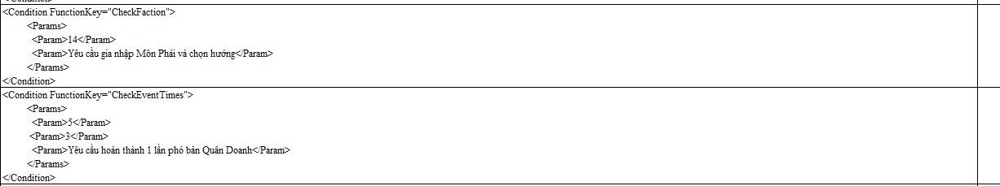 <Condition FunctionKey="CheckFaction">
<Params>
<Param>14</Param>
<Param>Yêu cầu gia nhập Môn Phái và chọn hướng</Param>
</Params>
</Condition>
<Condition FunctionKey="CheckEventTimes">
<Params>
<Param>5</Param>
<Param>3</Param>
<Param>Yêu cầu hoàn thành 1 lần phó bản Quân Doanh</Param>
</Params>
</Condition>